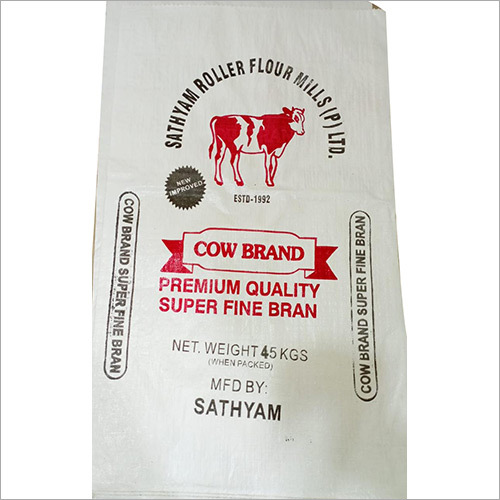 SATHYAM ROLLER FLOUR MILLS (P) LTD.
NEW
IMPROVED
ESTD-1992
COW BRAND
PREMIUM QUALITY
SUPER FINE BRAN
COW BRAND SUPER FINE BRAN
COW BRAND SUPER FINE BRAN
NET. WEIGHT 45 KGS
(WHEN PACKED)
MFD BY:
SATHYAM